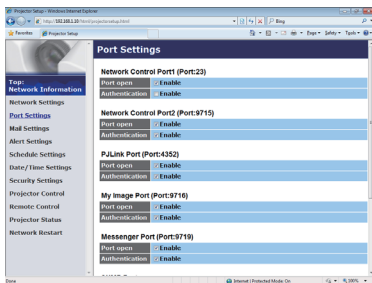 Projector Setup - Windows Internet Explorer
http://192.168.1.10/html/projectorsetup.html
Bing
Favorites
Projector Setup
Page
Safety
Tools
Port Settings
Top:
Network Information
Network Settings
Port Settings
Mail Settings
Alert Settings
Schedule Settings
Date/Time Settings
Security Settings
Projector Control
Remote Control
Projector Status
Network Restart
Network Control Port1 (Port:23)
Port open Enable
Authentication Enable
Network Control Port2 (Port:9715)
Port open Enable
Authentication Enable
PJLink Port (Port:4352)
Port open Enable
Authentication Enable
My Image Port (Port:9716)
Port open Enable
Authentication Enable
Messenger Port (Port:9719)
Port open Enable
Authentication Enable
Done
Internet | Protected Mode: On
100%